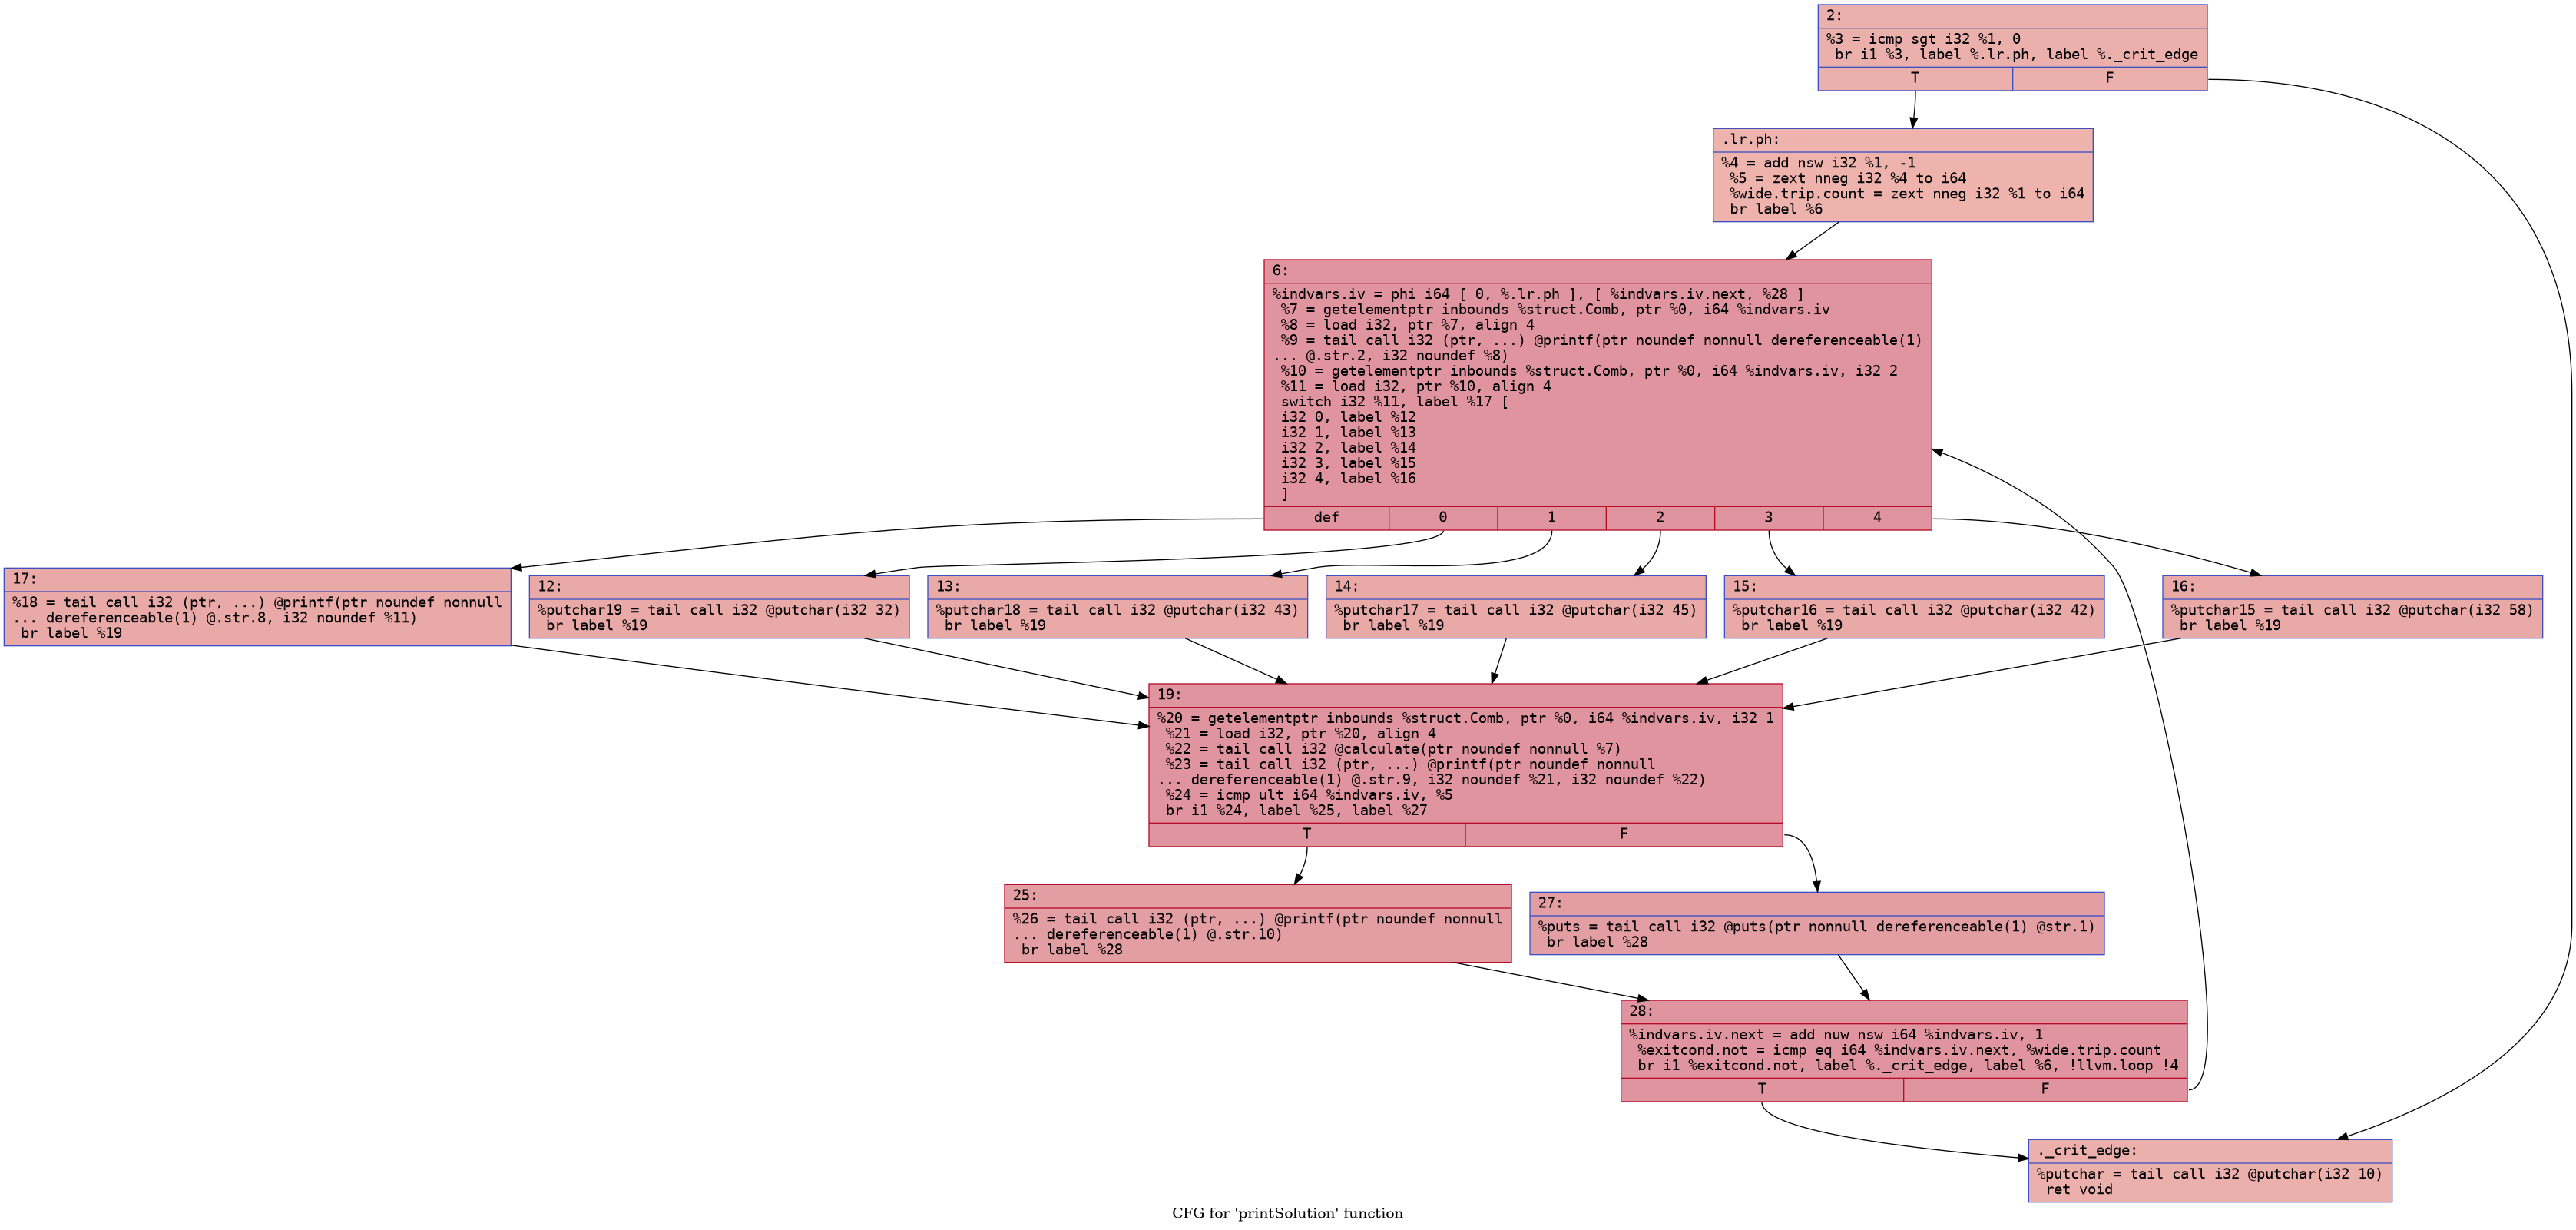 2:
%3 = icmp sgt i32 %1, 0
br i1 %3, label %.lr.ph, label %._crit_edge
T
F
.lr.ph:
%4 = add nsw i32 %1, -1
%5 = zext nneg i32 %4 to i64
%wide.trip.count = zext nneg i32 %1 to i64
br label %6
6:
%indvars.iv = phi i64 [ 0, %.lr.ph ], [ %indvars.iv.next, %28 ]
%7 = getelementptr inbounds %struct.Comb, ptr %0, i64 %indvars.iv
%8 = load i32, ptr %7, align 4
%9 = tail call i32 (ptr, ...) @printf(ptr noundef nonnull dereferenceable(1)
... @.str.2, i32 noundef %8)
%10 = getelementptr inbounds %struct.Comb, ptr %0, i64 %indvars.iv, i32 2
%11 = load i32, ptr %10, align 4
switch i32 %11, label %17 [
i32 0, label %12
i32 1, label %13
i32 2, label %14
i32 3, label %15
i32 4, label %16
]
def
0
1
2
3
4
17:
%18 = tail call i32 (ptr, ...) @printf(ptr noundef nonnull
... dereferenceable(1) @.str.8, i32 noundef %11)
br label %19
12:
%putchar19 = tail call i32 @putchar(i32 32)
br label %19
13:
%putchar18 = tail call i32 @putchar(i32 43)
br label %19
14:
%putchar17 = tail call i32 @putchar(i32 45)
br label %19
15:
%putchar16 = tail call i32 @putchar(i32 42)
br label %19
16:
%putchar15 = tail call i32 @putchar(i32 58)
br label %19
19:
%20 = getelementptr inbounds %struct.Comb, ptr %0, i64 %indvars.iv, i32 1
%21 = load i32, ptr %20, align 4
%22 = tail call i32 @calculate(ptr noundef nonnull %7)
%23 = tail call i32 (ptr, ...) @printf(ptr noundef nonnull
... dereferenceable(1) @.str.9, i32 noundef %21, i32 noundef %22)
%24 = icmp ult i64 %indvars.iv, %5
br i1 %24, label %25, label %27
T
F
25:
%26 = tail call i32 (ptr, ...) @printf(ptr noundef nonnull
... dereferenceable(1) @.str.10)
br label %28
27:
%puts = tail call i32 @puts(ptr nonnull dereferenceable(1) @str.1)
br label %28
28:
%indvars.iv.next = add nuw nsw i64 %indvars.iv, 1
%exitcond.not = icmp eq i64 %indvars.iv.next, %wide.trip.count
br i1 %exitcond.not, label %._crit_edge, label %6, !llvm.loop !4
T
F
._crit_edge:
%putchar = tail call i32 @putchar(i32 10)
ret void
CFG for 'printSolution' function